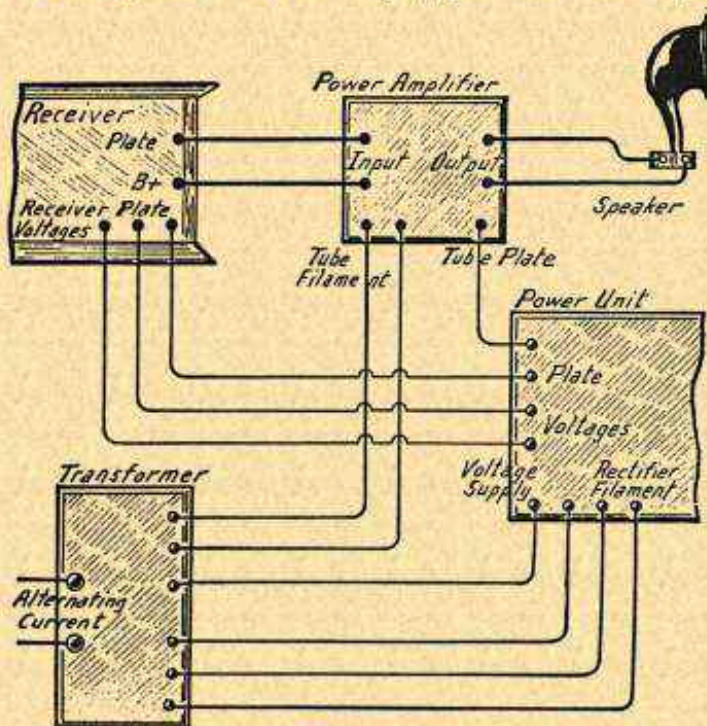 Power Amplifier
Receiver
Plate
Input Output
B+
Receiver Plate
Voltages
Speaker
Tube
Filament
Tube Plate
Power Unit
Plate
Voltages
Transformer
Voltage
Supply
Rectifier
Filament
Alternating
Current